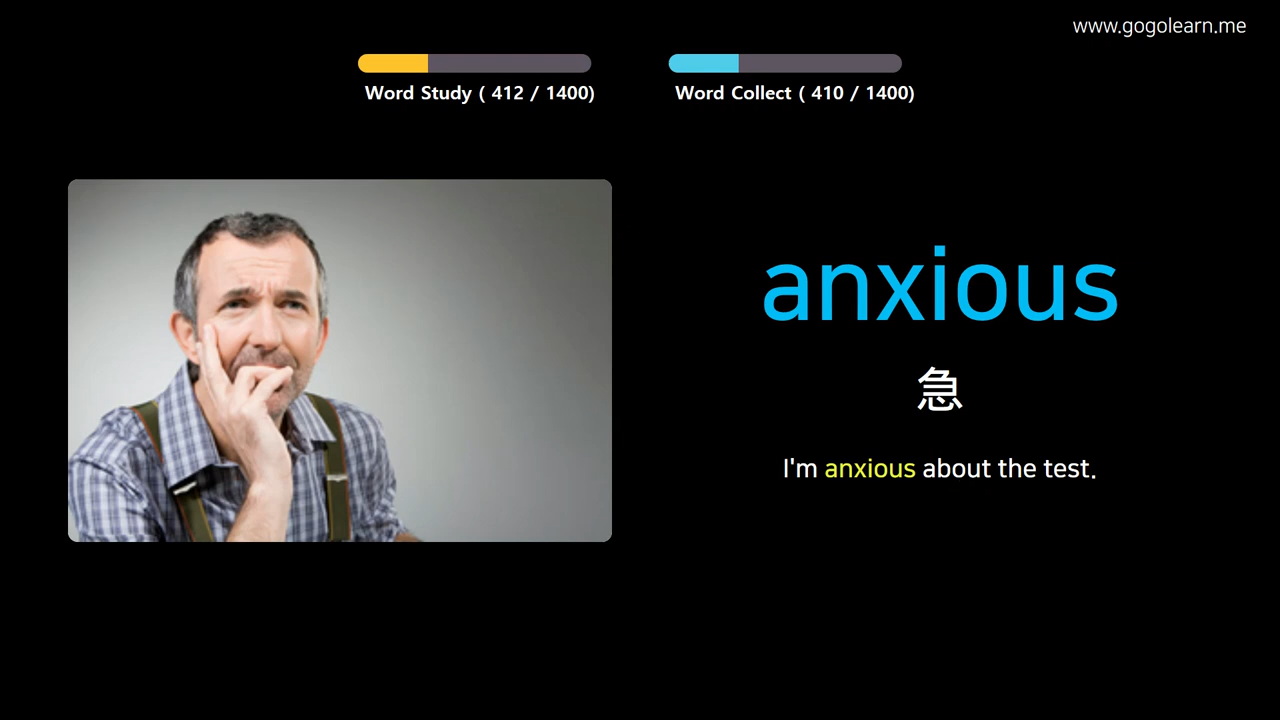 www.gogolearn.me
Word Study ( 412 / 1400)
Word Collect ( 410 / 1400)
anxious
急
I'm anxious about the test.